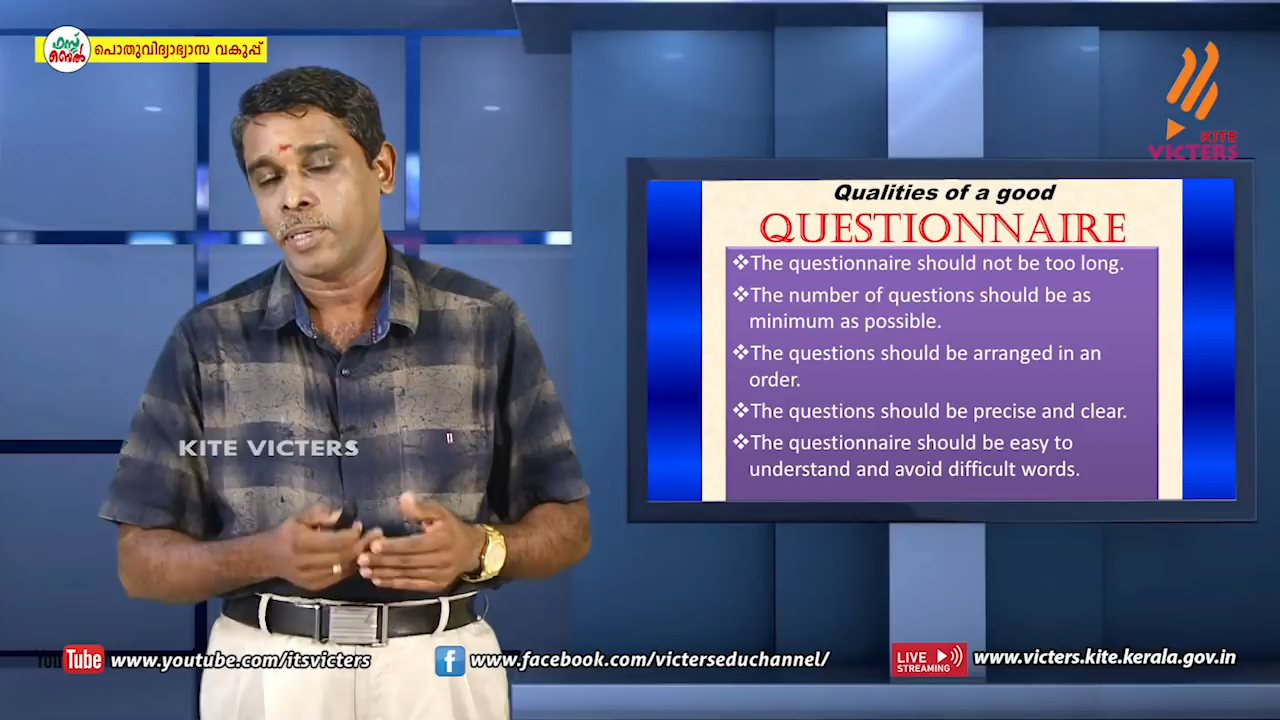 ഫസ്റ്റ്
ബെൽ
പൊതുവിദ്യാഭ്യാസ വകുപ്പ്
KITE
VICTERS
Qualities of a good
QUESTIONNAIRE
❖The questionnaire should not be too long.
❖The number of questions should be as
minimum as possible.
❖The questions should be arranged in an
order.
❖The questions should be precise and clear.
❖The questionnaire should be easy to
understand and avoid difficult words.
KITE VICTERS
YouTube www.youtube.com/itsvicters
f www.facebook.com/victerseduchannel/
LIVE
STREAMING
www.victers.kite.kerala.gov.in